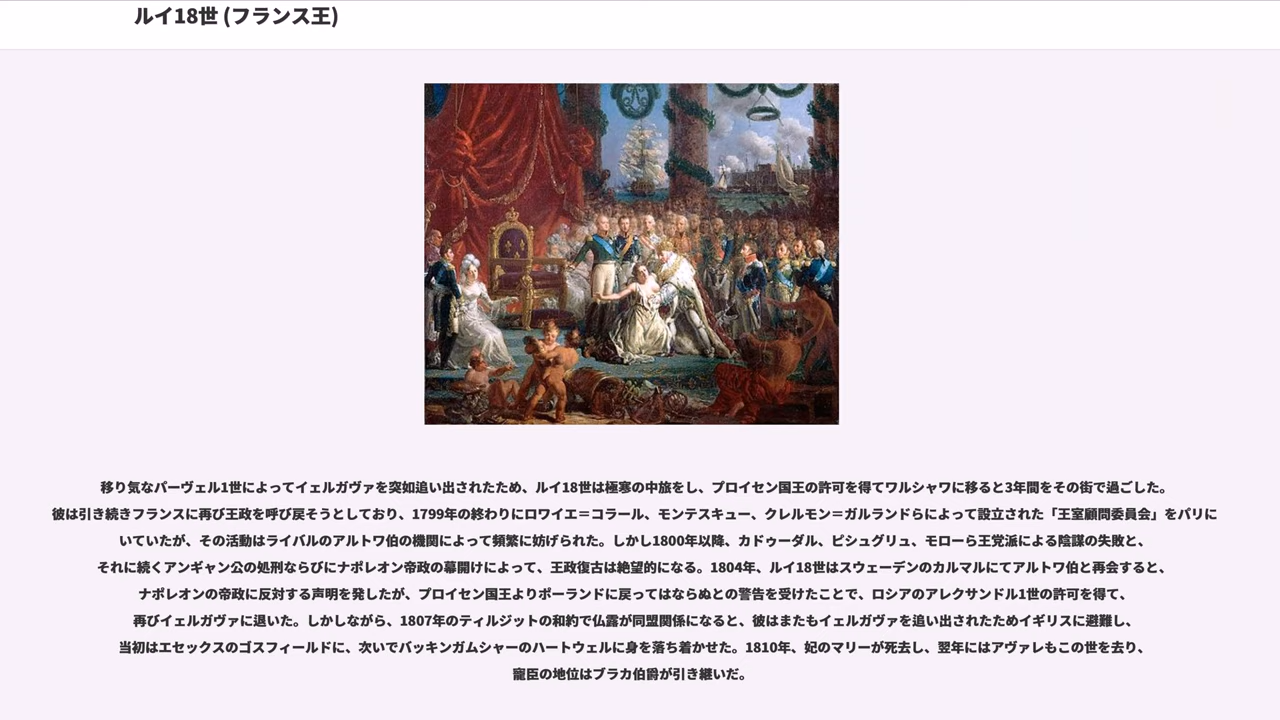 ルイ18世 (フランス王)
移り気なパーヴェル1世によってイェルガヴァを突如追い出されたため、ルイ18世は極寒の中旅をし、プロイセン国王の許可を得てワルシャワに移ると3年間をその街で過ごした。
彼は引き続きフランスに再び王政を呼び戻そうとしており、1799年の終わりにロワイエ＝コラール、モンテスキュー、クレルモン＝ガルランドらによって設立された「王室顧問委員会」をパリに
いていたが、その活動はライバルのアルトワ伯の機関によって頻繁に妨げられた。しかし1800年以降、カドゥーダル、ピシュグリュ、モローら王党派による陰謀の失敗と、
それに続くアンギャン公の処刑ならびにナポレオン帝政の幕開けによって、王政復古は絶望的になる。1804年、ルイ18世はスウェーデンのカルマルにてアルトワ伯と再会すると、
ナポレオンの帝政に反対する声明を発したが、プロイセン国王よりポーランドに戻ってはならぬとの警告を受けたことで、ロシアのアレクサンドル1世の許可を得て、
再びイェルガヴァに退いた。しかしながら、1807年のティルジットの和約で仏露が同盟関係になると、彼はまたもイェルガヴァを追い出されたためイギリスに避難し、
当初はエセックスのゴスフィールドに、次いでバッキンガムシャーのハートウェルに身を落ち着かせた。1810年、妃のマリーが死去し、翌年にはアヴァレもこの世を去り、
寵臣の地位はブラカ伯爵が引き継いだ。